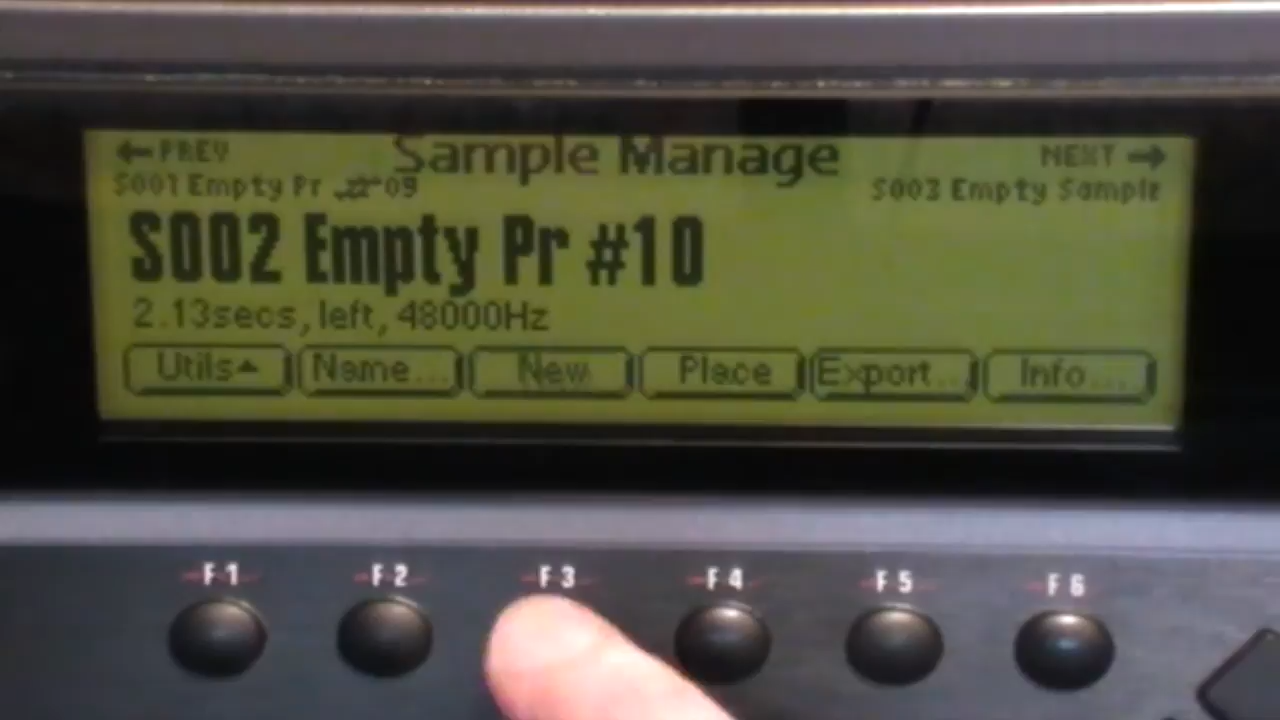 ← PREV Sample Manage NEXT →
S001 Empty Pr #09 S003 Empty Sample
S002 Empty Pr #10
2.13secs, left, 48000Hz
Utils Name... New Place Export... Info...
F1 F2 F3 F4 F5 F6